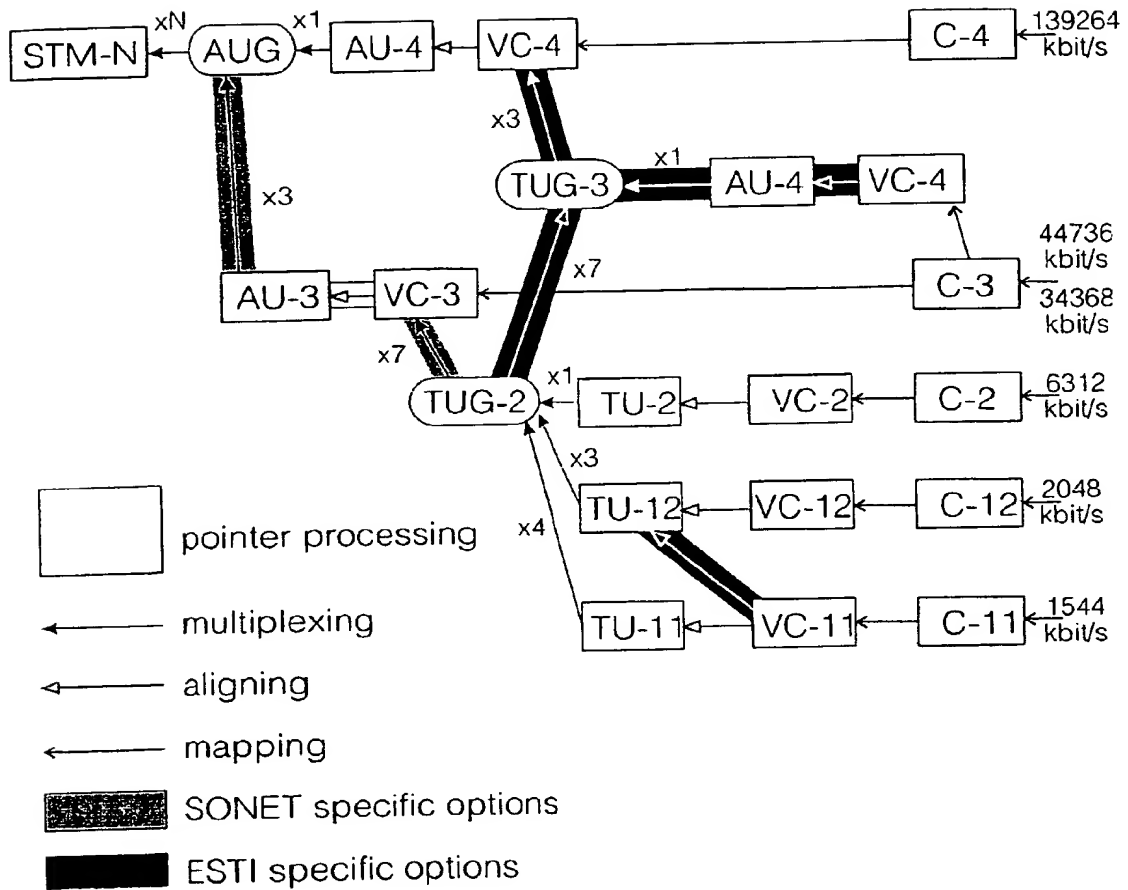 xN
x1
STM-N
AUG
AU-4
VC-4
C-4
139264
kbit/s
x3
x3
TUG-3
x1
AU-4
VC-4
x7
44736
kbit/s
AU-3
VC-3
C-3
34368
kbit/s
x7
TUG-2
x1
TU-2
VC-2
C-2
6312
kbit/s
x3
TU-12
VC-12
C-12
2048
kbit/s
x4
TU-11
VC-11
C-11
1544
kbit/s
pointer processing
multiplexing
aligning
mapping
SONET specific options
ESTI specific options